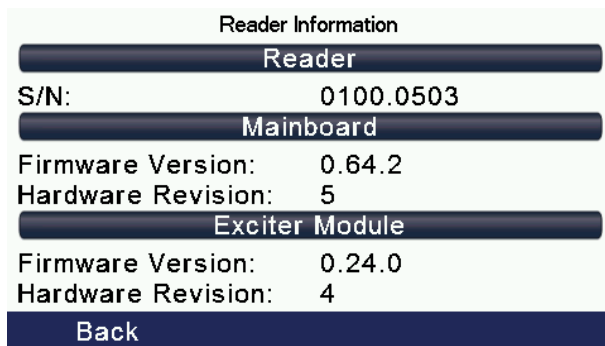 Reader Information
Reader
S/N: 0100.0503
Mainboard
Firmware Version: 0.64.2
Hardware Revision: 5
Exciter Module
Firmware Version: 0.24.0
Hardware Revision: 4
Back